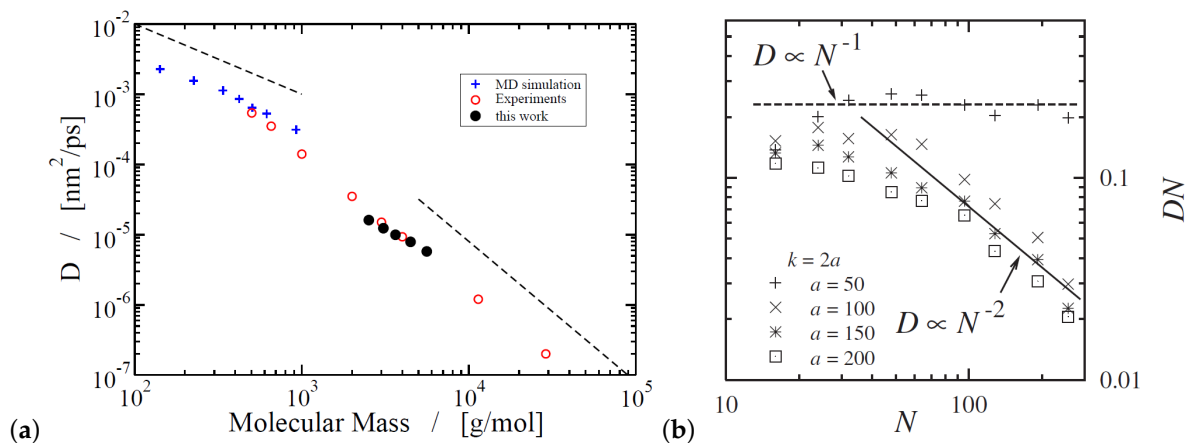 10^-2
10^-3
10^-4
10^-5
10^-6
10^-7
D / [nm^2/ps]
MD simulation
Experiments
this work
10^2
10^3
10^4
10^5
Molecular Mass / [g/mol]
(a)
D ∝ N^-1
k = 2a
a = 50
a = 100
a = 150
a = 200
D ∝ N^-2
0.1
0.01
DN
10
100
N
(b)